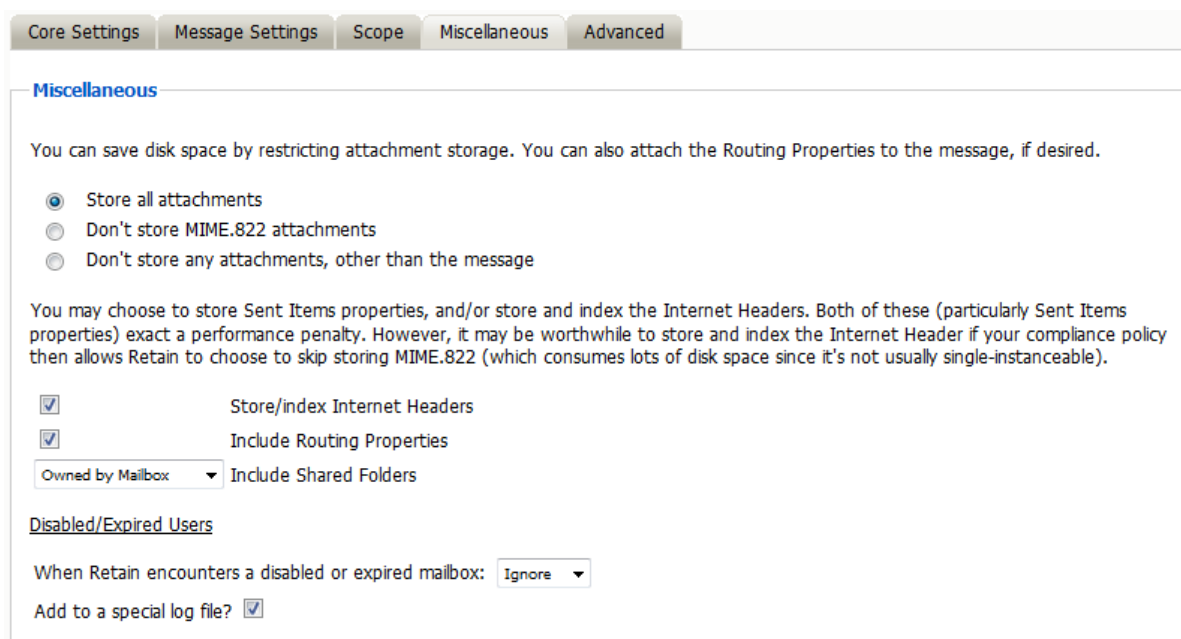 Core Settings Message Settings Scope Miscellaneous Advanced
Miscellaneous
You can save disk space by restricting attachment storage. You can also attach the Routing Properties to the message, if desired.
Store all attachments
Don't store MIME.822 attachments
Don't store any attachments, other than the message
You may choose to store Sent Items properties, and/or store and index the Internet Headers. Both of these (particularly Sent Items
properties) exact a performance penalty. However, it may be worthwhile to store and index the Internet Header if your compliance policy
then allows Retain to choose to skip storing MIME.822 (which consumes lots of disk space since it's not usually single-instanceable).
Store/index Internet Headers
Include Routing Properties
Owned by Mailbox Include Shared Folders
Disabled/Expired Users
When Retain encounters a disabled or expired mailbox: Ignore
Add to a special log file?